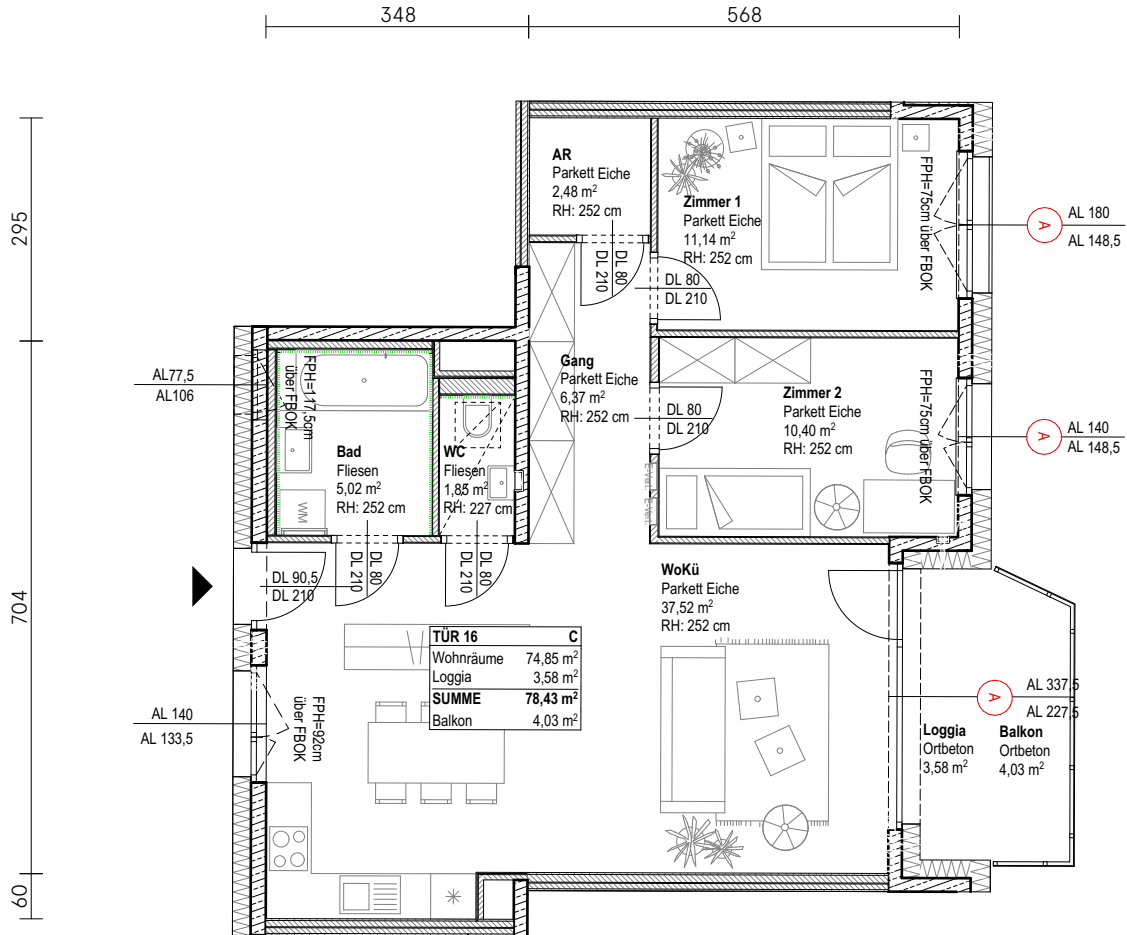 348
568
295
704
60
AR
Parkett Eiche
2,48 m²
RH: 252 cm
DL 80
DL 210
Zimmer 1
Parkett Eiche
11,14 m²
RH: 252 cm
DL 80
DL 210
FPH=75cm über FBOK
A
AL 180
AL 148,5
Gang
Parkett Eiche
6,37 m²
RH: 252 cm
DL 80
DL 210
Zimmer 2
Parkett Eiche
10,40 m²
RH: 252 cm
FPH=75cm über FBOK
A
AL 140
AL 148,5
E-Vert.
E-Vert.
AL77,5
AL106
FPH=117,5cm
über FBOK
Bad
Fliesen
5,02 m²
RH: 252 cm
WM
DL 80
DL 210
WC
Fliesen
1,85 m²
RH: 227 cm
DL 80
DL 210
DL 90,5
DL 210
WoKü
Parkett Eiche
37,52 m²
RH: 252 cm
TÜR 16 C
Wohnräume 74,85 m²
Loggia 3,58 m²
SUMME 78,43 m²
Balkon 4,03 m²
AL 140
AL 133,5
FPH=92cm
über FBOK
A
AL 337,5
AL 227,5
Loggia
Ortbeton
3,58 m²
Balkon
Ortbeton
4,03 m²